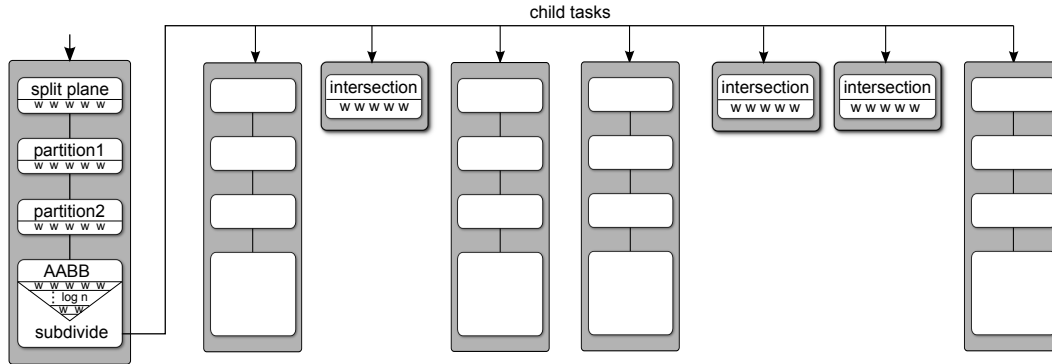 child tasks
split plane
w w w w w
partition1
w w w w w
partition2
w w w w w
AABB
w w w w w
log n
w w
subdivide
intersection
w w w w w
intersection
w w w w w
intersection
w w w w w